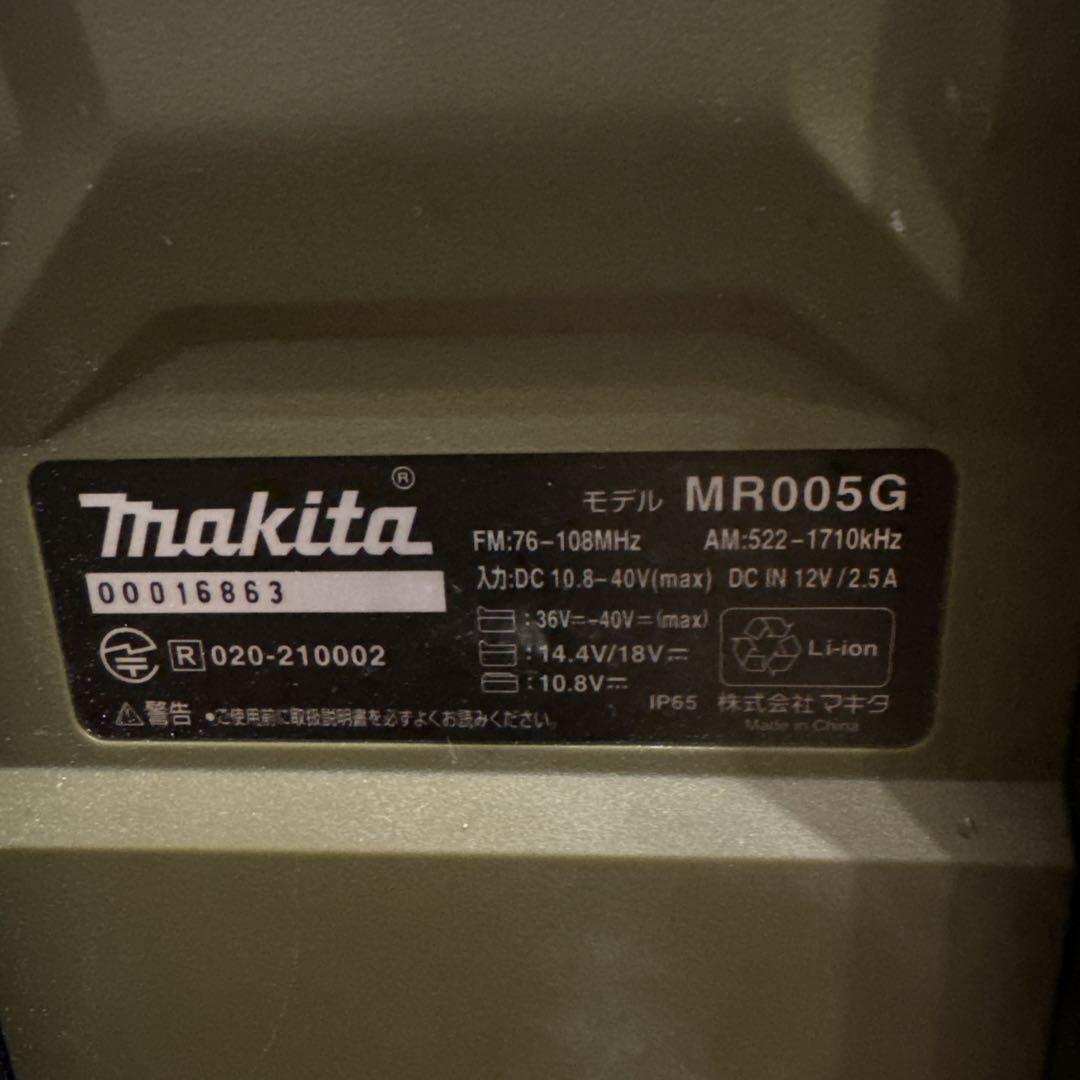 makita®
00016863
R 020-210002
モデル MR005G
FM:76-108MHz AM:522-1710kHz
入力:DC 10.8-40V(max) DC IN 12V/2.5A
:36V⎓-40V⎓(max)
:14.4V/18V⎓
:10.8V⎓
Li-ion
⚠警告 •ご使用前に取扱説明書を必ずよくお読みください。
IP65 株式会社 マキタ
Made in China